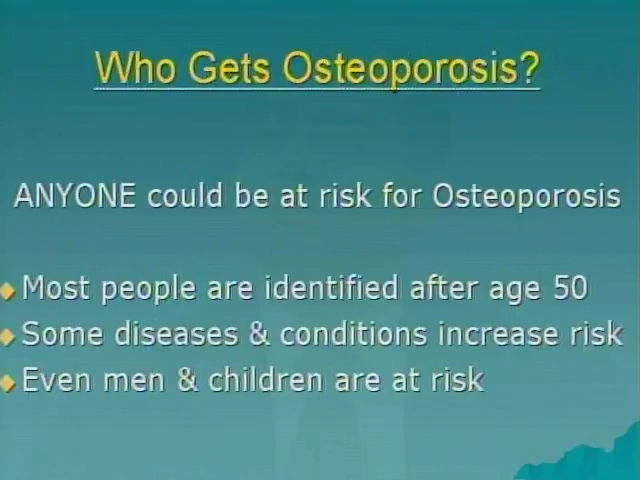 Who Gets Osteoporosis?
ANYONE could be at risk for Osteoporosis
Most people are identified after age 50
Some diseases & conditions increase risk
Even men & children are at risk